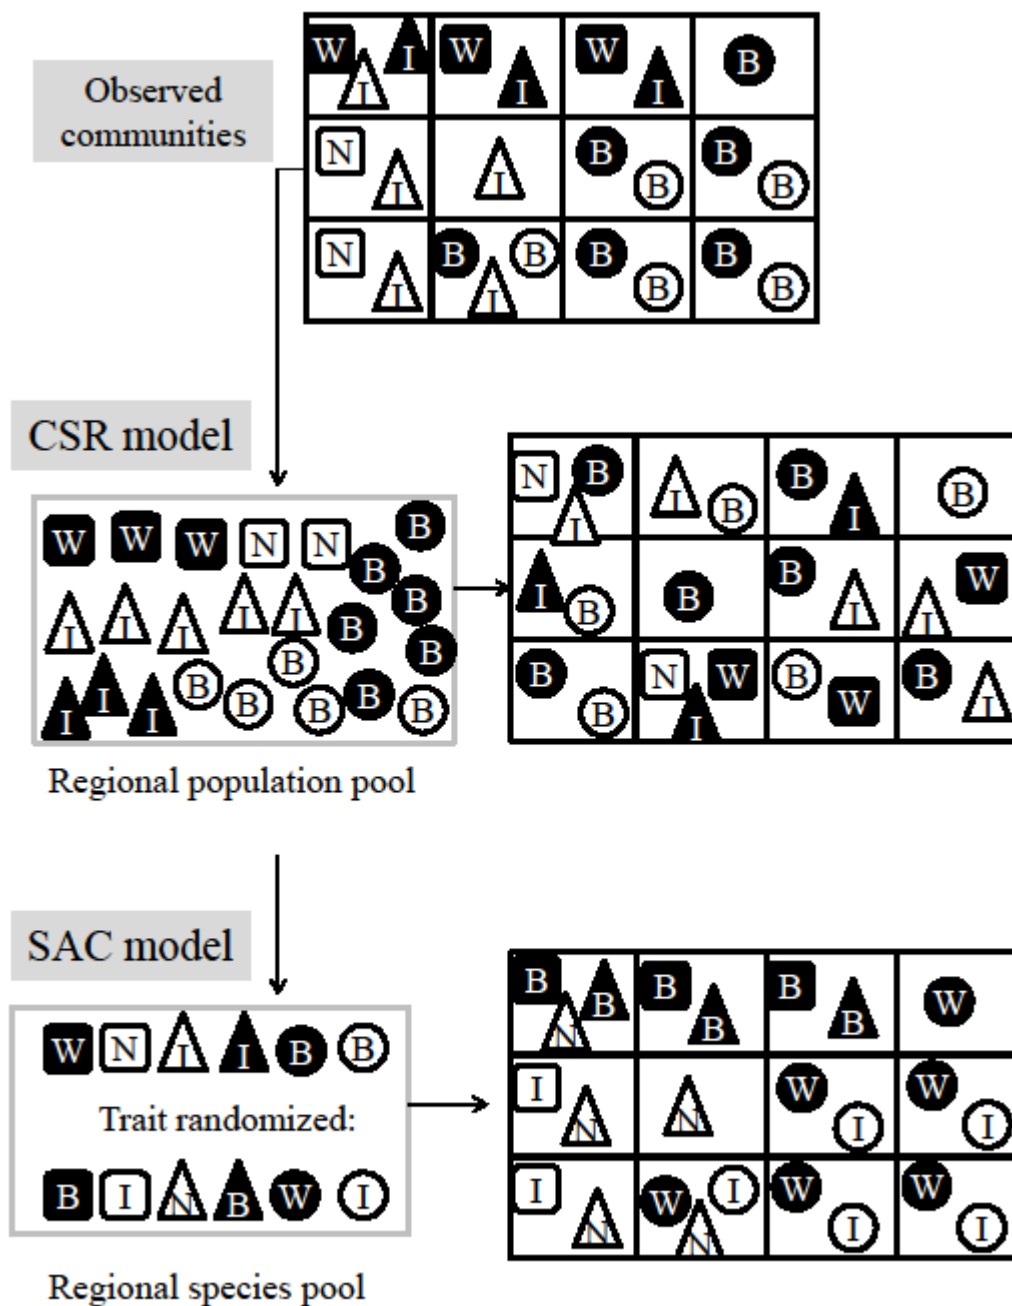 Observed
communities
W I I W I W I B
N I I B B B B
N I B B I B B B B
CSR model
W W W N N B
B
I I I I I B B
B B
I I I B B B B B B
Regional population pool
N B I I B B I B
I B B B I I W
B B N W I B W B I
SAC model
W N I I B B
Trait randomized:
B I N B W I
Regional species pool
B B N B B B B W
I N N W I W I
I N W I N W I W I